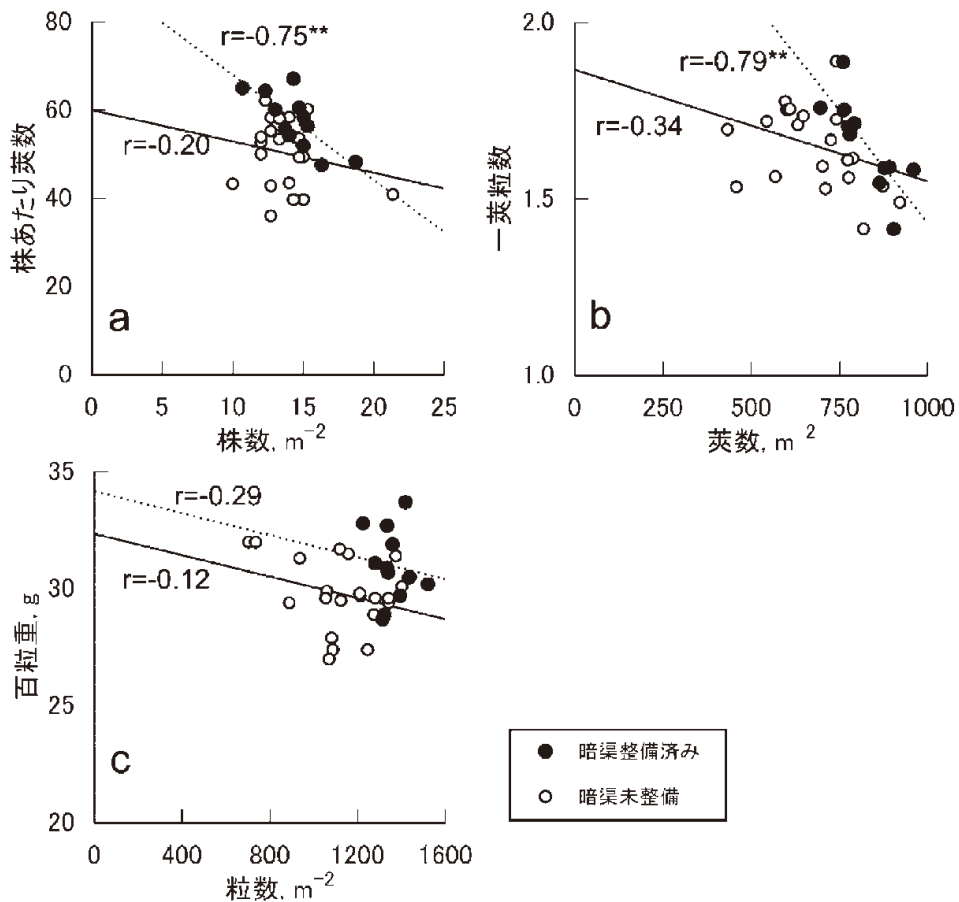 80
60
40
20
0
株あたり莢数
r=-0.75**
r=-0.20
a
0
5
10
15
20
25
株数, m⁻²
2.0
1.5
1.0
一莢粒数
r=-0.79**
r=-0.34
b
0
250
500
750
1000
莢数, m ²
35
30
25
20
百粒重, g
r=-0.29
r=-0.12
c
0
400
800
1200
1600
粒数, m⁻²
暗渠整備済み
暗渠未整備